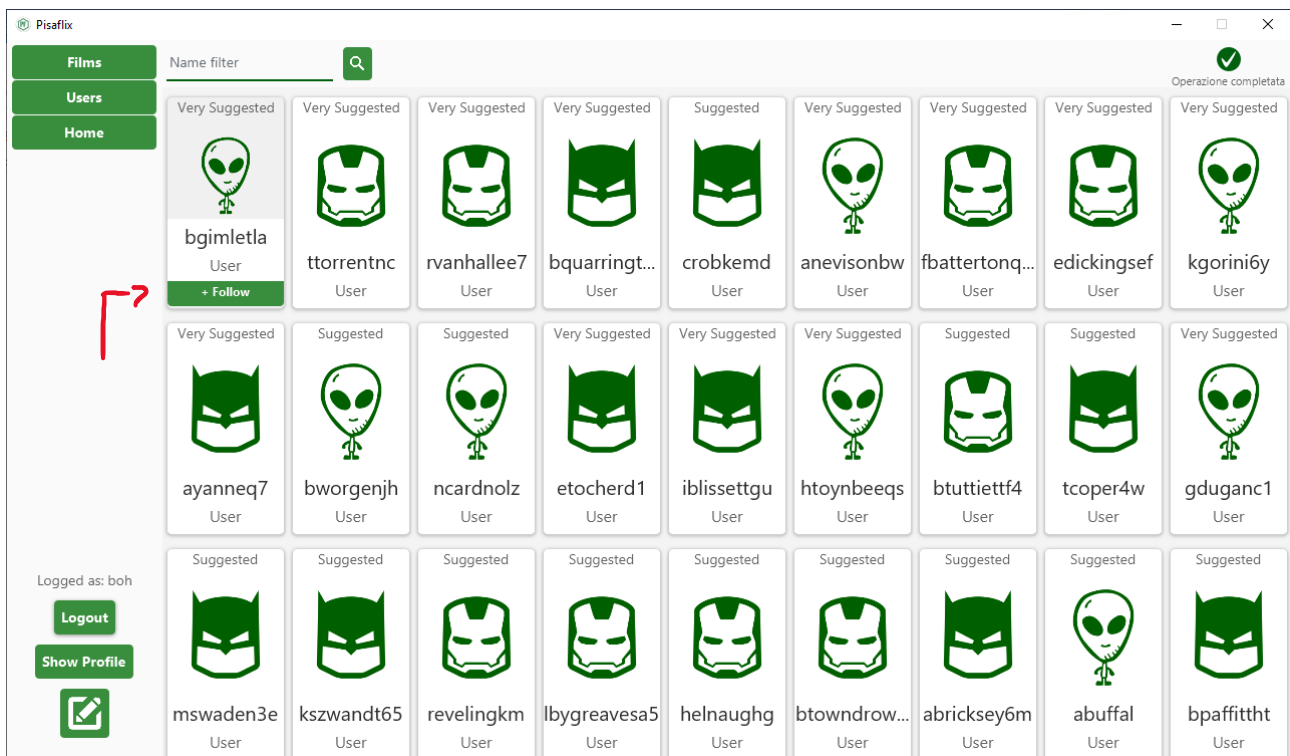 Pisaflix
Films
Users
Home
Name filter
Operazione completata
Very Suggested Very Suggested Very Suggested Very Suggested Suggested Very Suggested Very Suggested Very Suggested Very Suggested
bgimletla ttorrentnc rvanhallee7 bquarringt... crobkemd anevisonbw fbattertonq... edickingsef kgorini6y
User User User User User User User User User
+ Follow
Very Suggested Suggested Suggested Very Suggested Very Suggested Very Suggested Suggested Suggested Very Suggested
ayanneq7 bworgenjh ncardnolz etocherd1 iblissettgu htoynbeeqs btuttiettf4 tcoper4w gduganc1
User User User User User User User User User
Suggested Suggested Suggested Suggested Suggested Suggested Suggested Suggested Suggested
mswaden3e kszwandt65 revelingkm lbygreavesa5 helnaughg btowndrow... abricksey6m abuffal bpaffittht
User User User User User User User User User
Logged as: boh
Logout
Show Profile